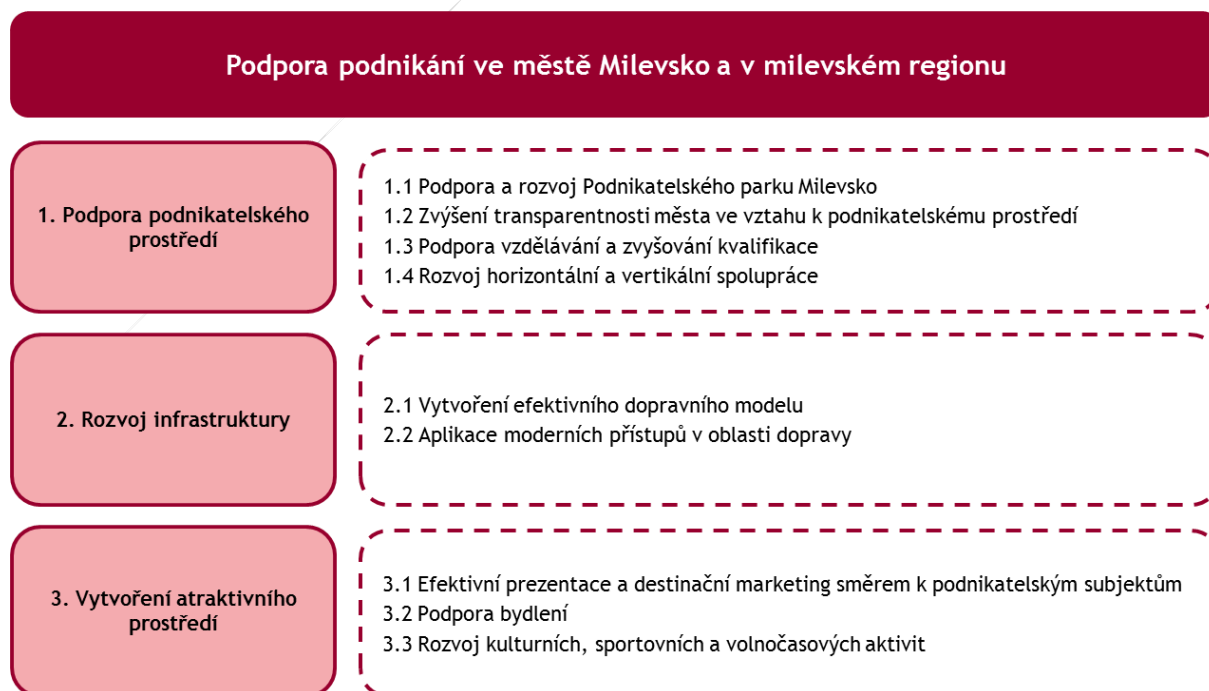 Podpora podnikání ve městě Milevsko a v milevském regionu
1. Podpora podnikatelského
prostředí
1.1 Podpora a rozvoj Podnikatelského parku Milevsko
1.2 Zvýšení transparentnosti města ve vztahu k podnikatelskému prostředí
1.3 Podpora vzdělávání a zvyšování kvalifikace
1.4 Rozvoj horizontální a vertikální spolupráce
2. Rozvoj infrastruktury
2.1 Vytvoření efektivního dopravního modelu
2.2 Aplikace moderních přístupů v oblasti dopravy
3. Vytvoření atraktivního
prostředí
3.1 Efektivní prezentace a destinační marketing směrem k podnikatelským subjektům
3.2 Podpora bydlení
3.3 Rozvoj kulturních, sportovních a volnočasových aktivit